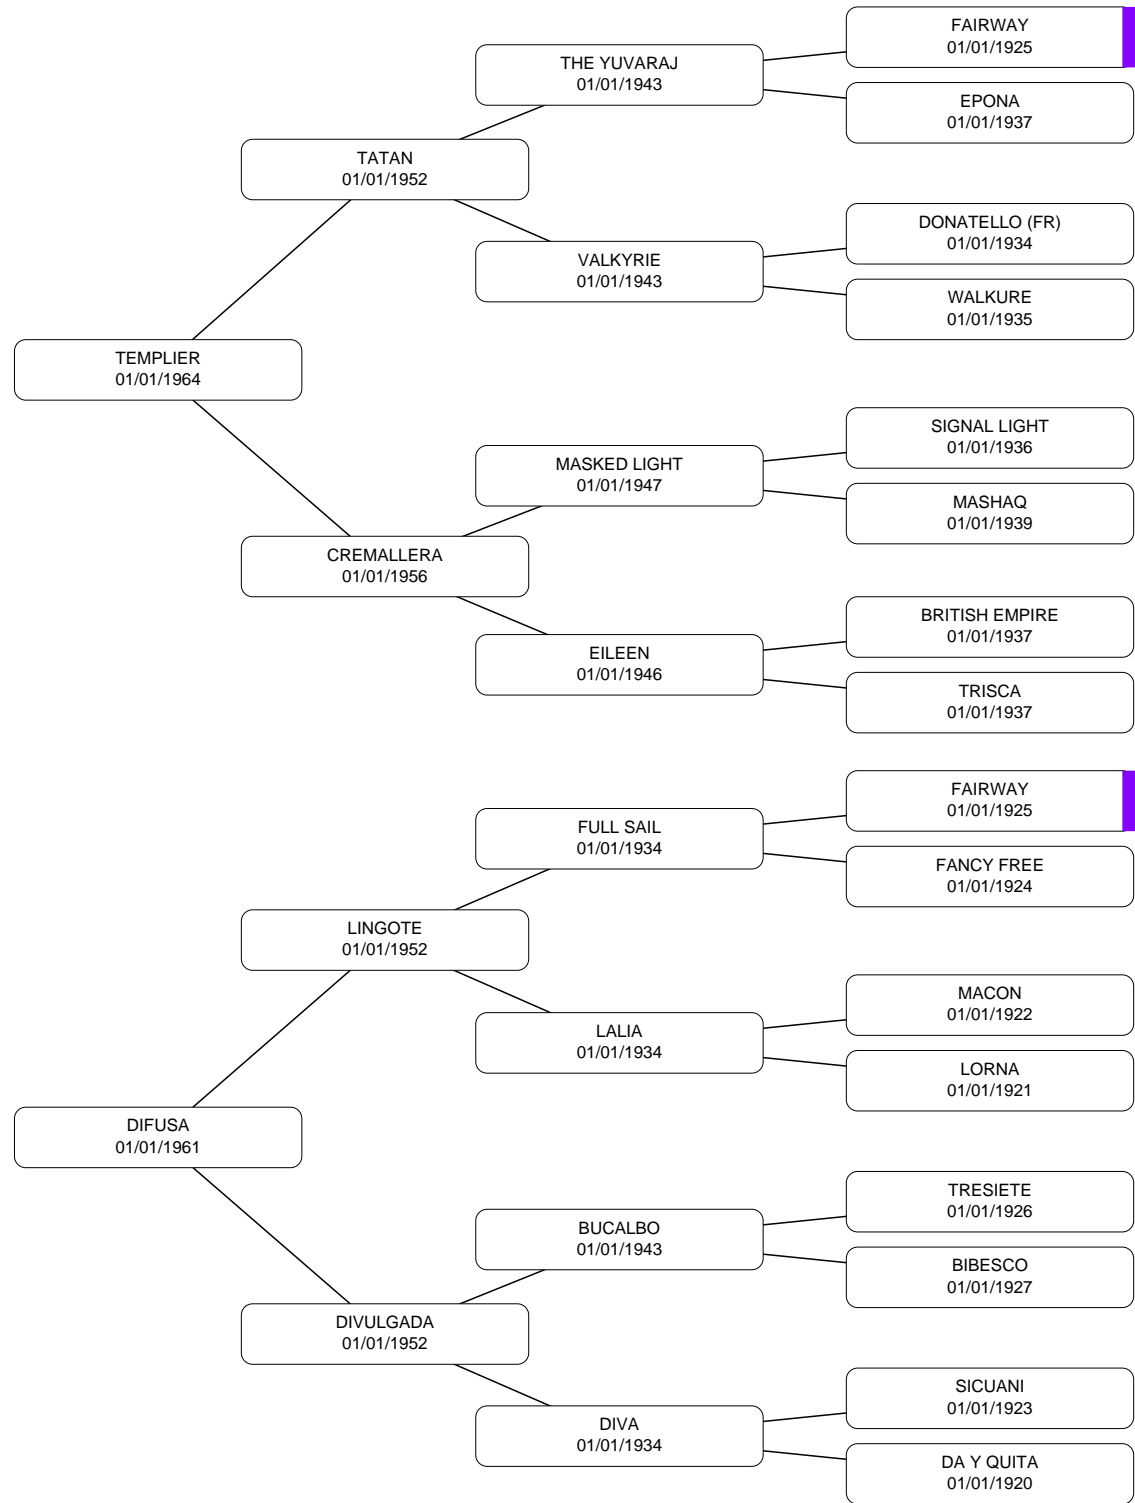 FAIRWAY
01/01/1925
THE YUVARAJ
01/01/1943
EPONA
01/01/1937
TATAN
01/01/1952
DONATELLO (FR)
01/01/1934
VALKYRIE
01/01/1943
WALKURE
01/01/1935
TEMPLIER
01/01/1964
SIGNAL LIGHT
01/01/1936
MASKED LIGHT
01/01/1947
MASHAQ
01/01/1939
CREMALLERA
01/01/1956
BRITISH EMPIRE
01/01/1937
EILEEN
01/01/1946
TRISCA
01/01/1937
FAIRWAY
01/01/1925
FULL SAIL
01/01/1934
FANCY FREE
01/01/1924
LINGOTE
01/01/1952
MACON
01/01/1922
LALIA
01/01/1934
LORNA
01/01/1921
DIFUSA
01/01/1961
TRESIETE
01/01/1926
BUCALBO
01/01/1943
BIBESCO
01/01/1927
DIVULGADA
01/01/1952
SICUANI
01/01/1923
DIVA
01/01/1934
DA Y QUITA
01/01/1920